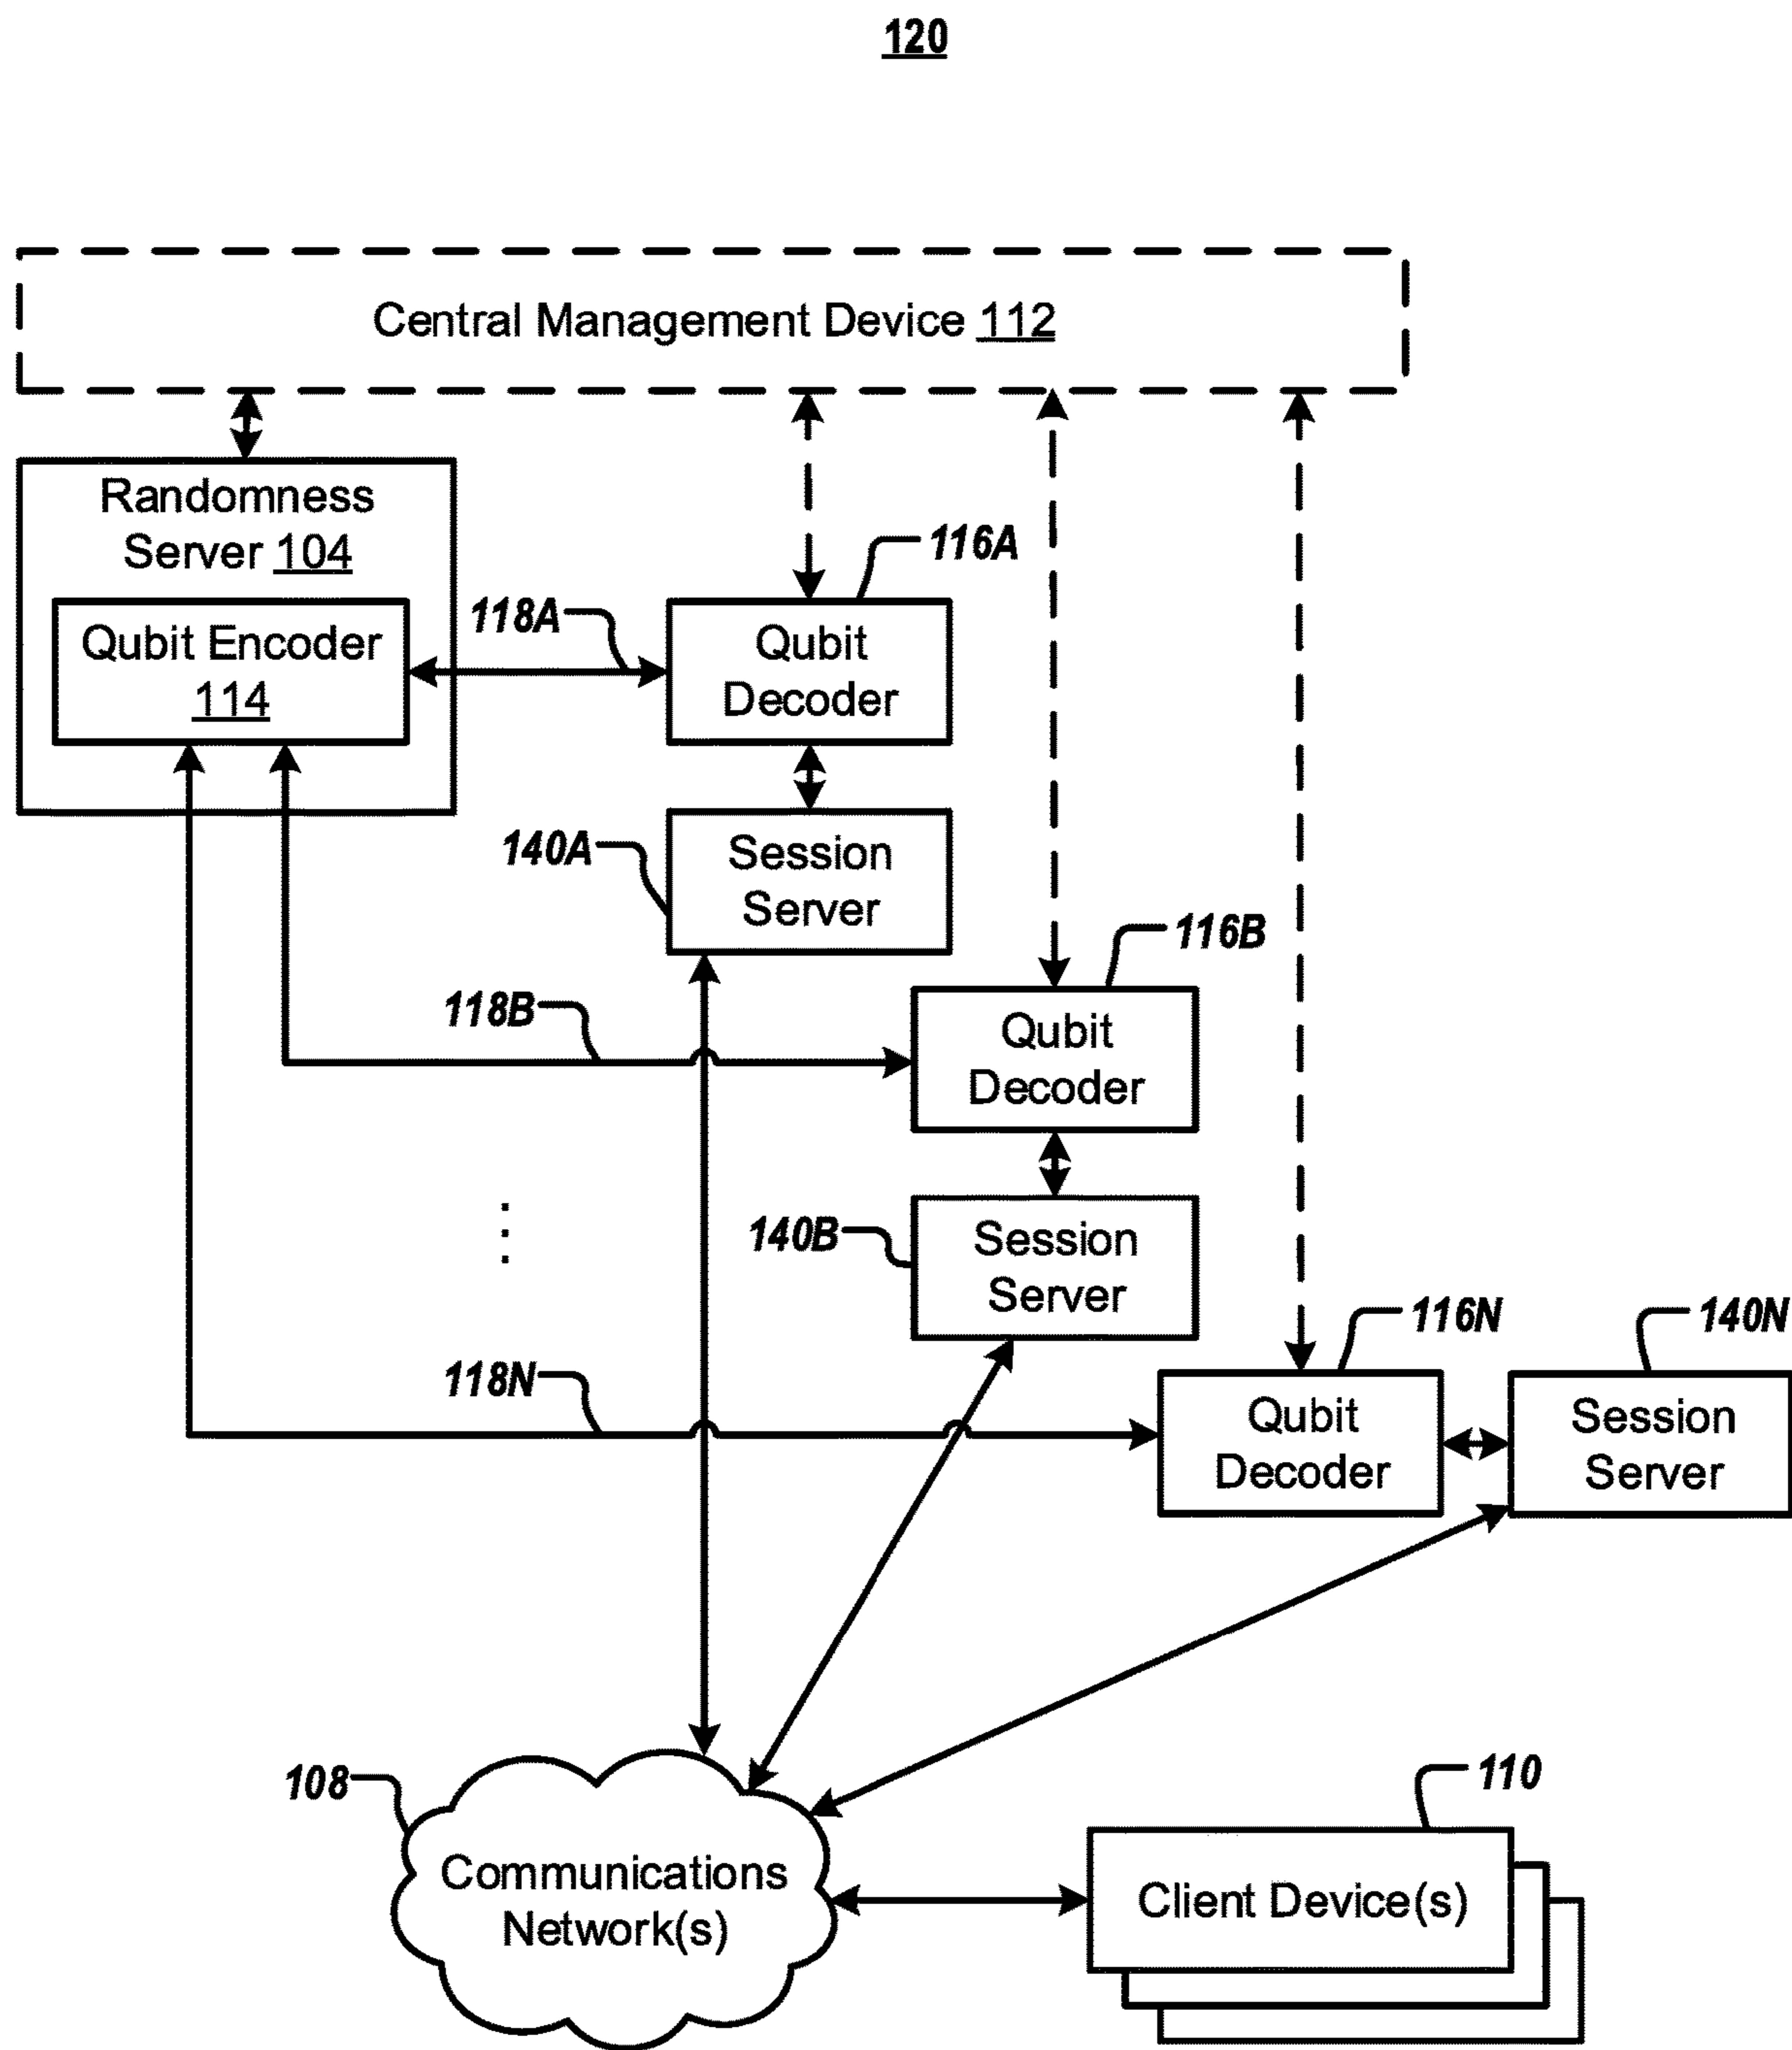 120
Central Management Device 112
Randomness
Server 104
116A
118A
Qubit Encoder
114
Qubit
Decoder
140A
Session
Server
116B
118B
Qubit
Decoder
140B
Session
Server
116N
140N
118N
Qubit
Decoder
Session
Server
108
110
Communications
Network(s)
Client Device(s)